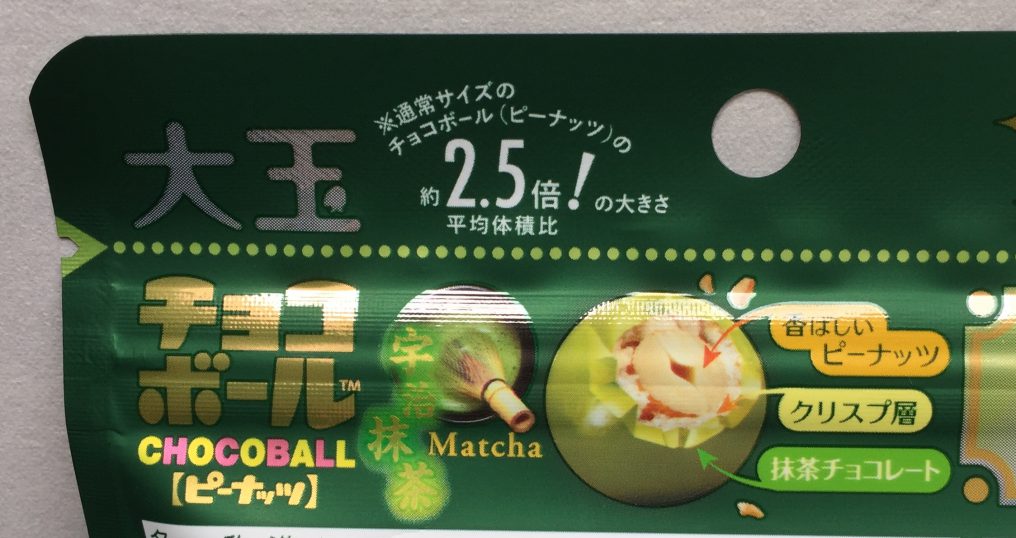 大玉
※通常サイズの
チョコボール(ピーナッツ)の
約2.5倍!の大きさ
平均体積比
チョコ
ボール™
CHOCOBALL
【ピーナッツ】
宇治
抹茶
Matcha
香ばしい
ピーナッツ
クリスプ層
抹茶チョコレート